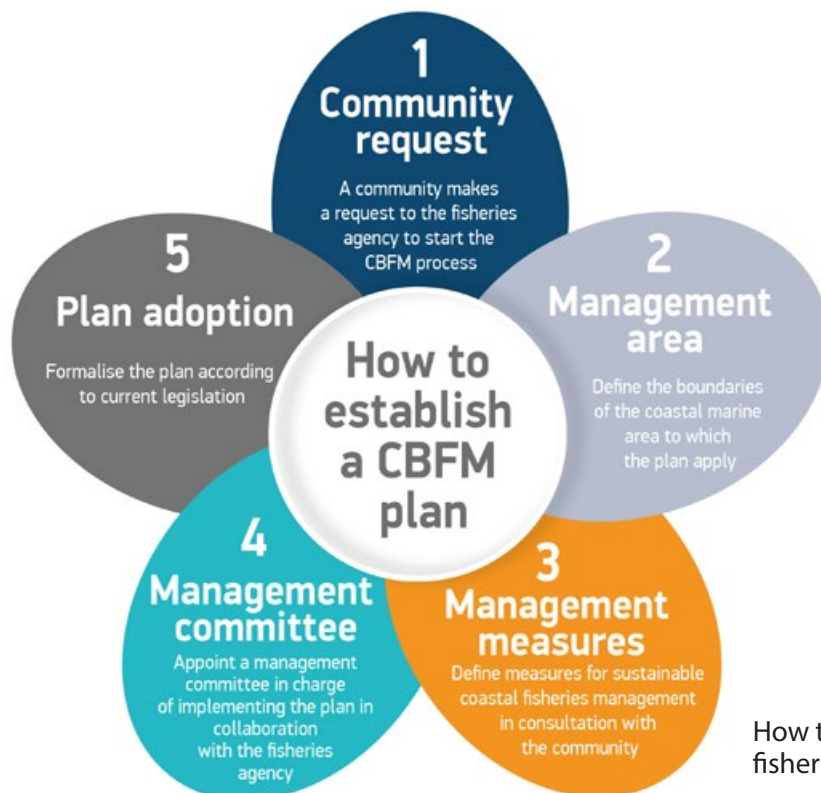 1
Community
request
A community makes
a request to the fisheries
agency to start the
CBFM process
2
Management
area
Define the boundaries
of the coastal marine
area to which
the plan apply
3
Management
measures
Define measures for sustainable
coastal fisheries management
in consultation with
the community
4
Management
committee
Appoint a management
committee in charge
of implementing the plan in
collaboration
with the fisheries
agency
5
Plan adoption
Formalise the plan according
to current legislation
How to
establish
a CBFM
plan
How